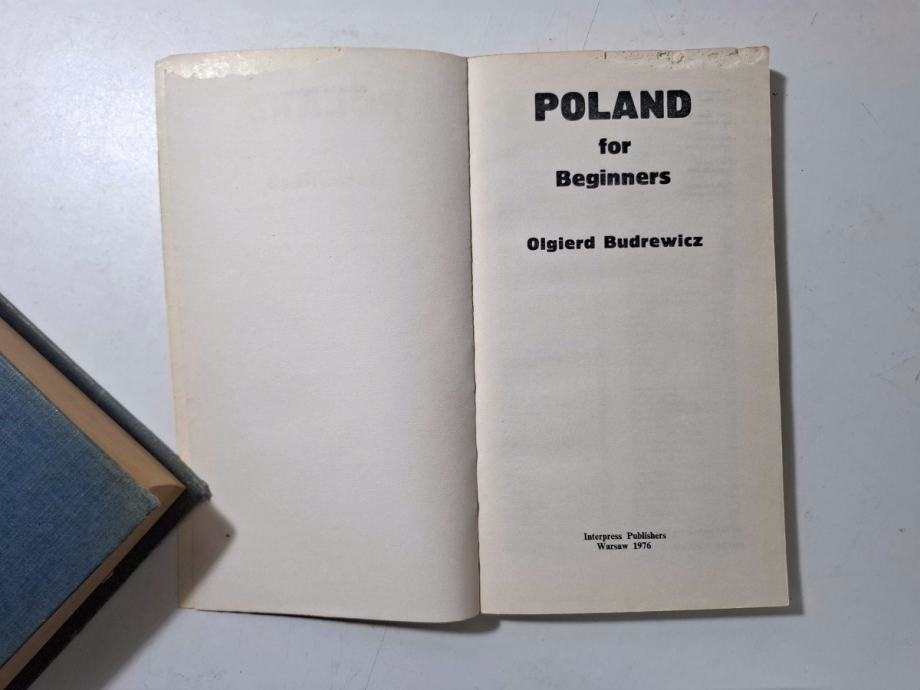 POLAND
for
Beginners
Olgierd Budrewicz
Interpress Publishers
Warsaw 1976